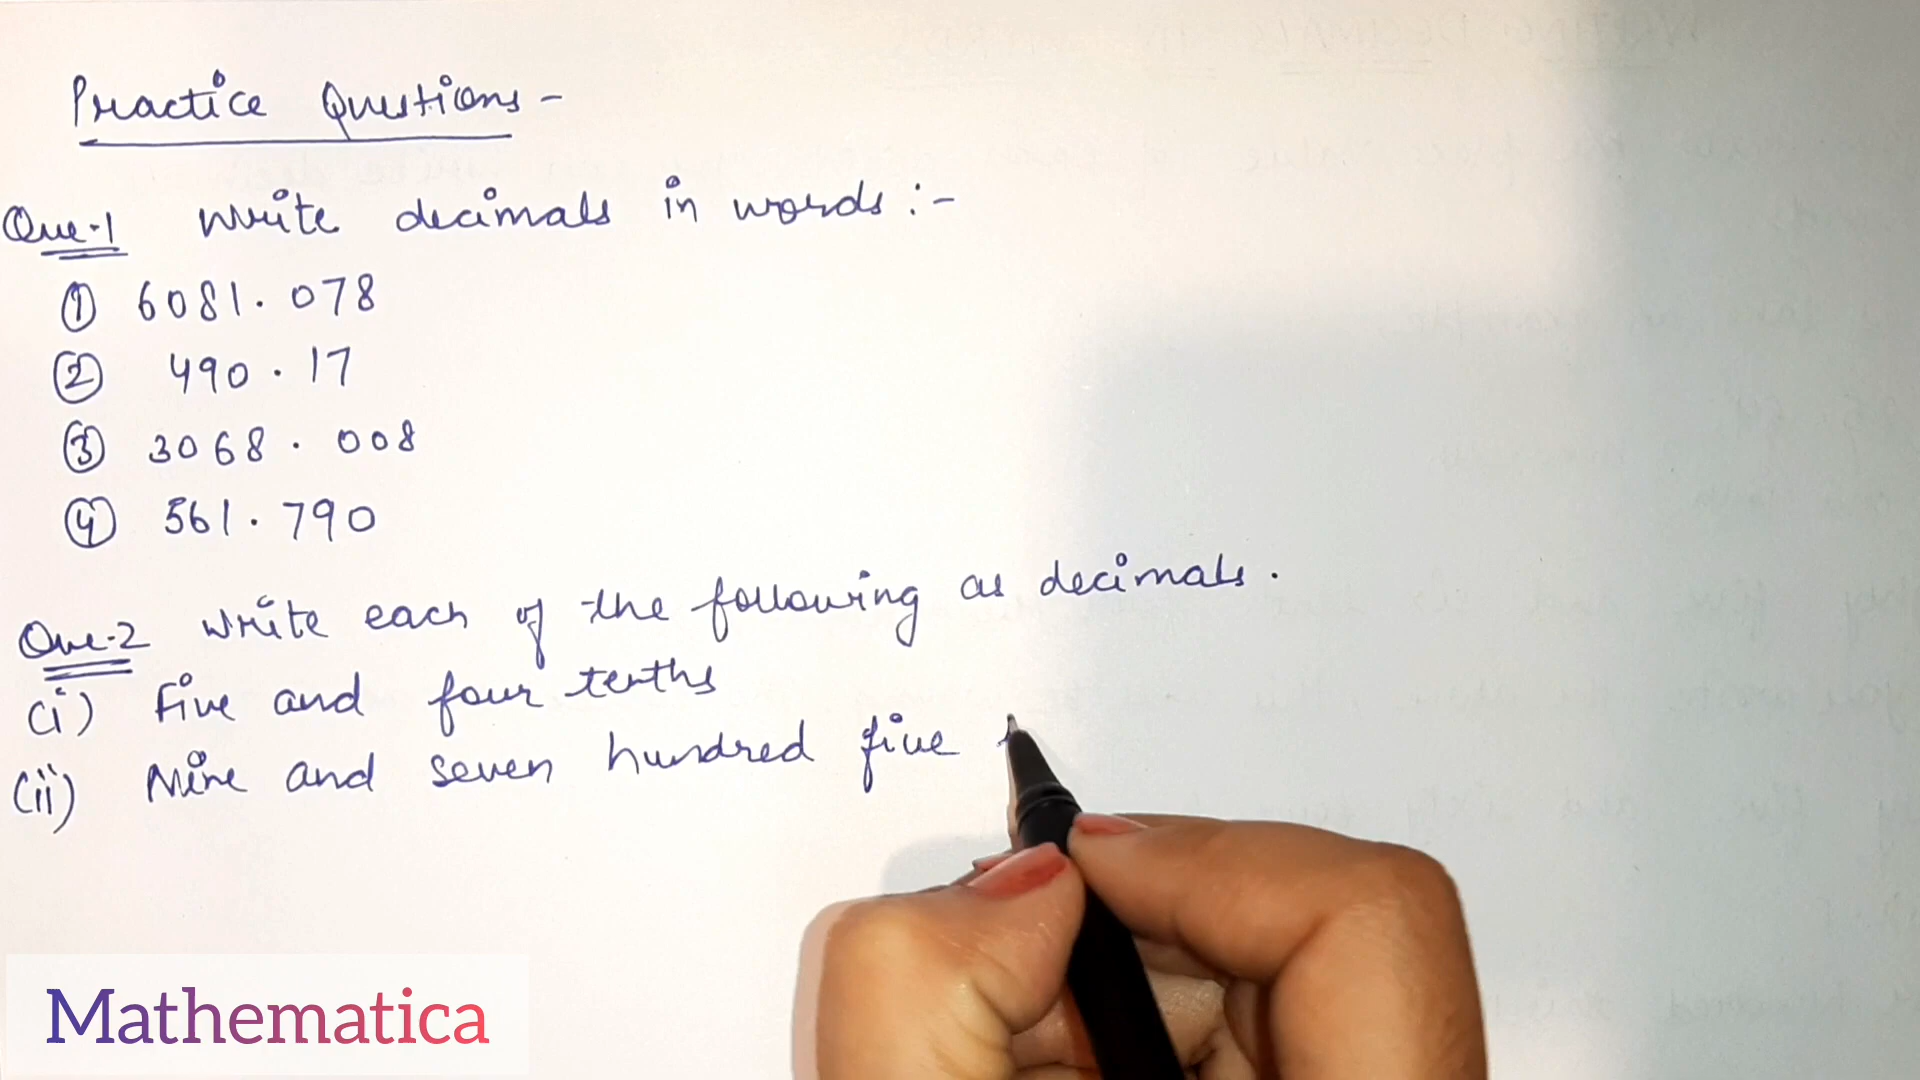 Practice Questions -
Que-1 Write decimals in words :-
① 6081.078
② 490.17
③ 3068.008
④ 561.790
Que-2 Write each of the following as decimals.
(i) Five and four tenths
(ii) Nine and seven hundred five
Mathematica